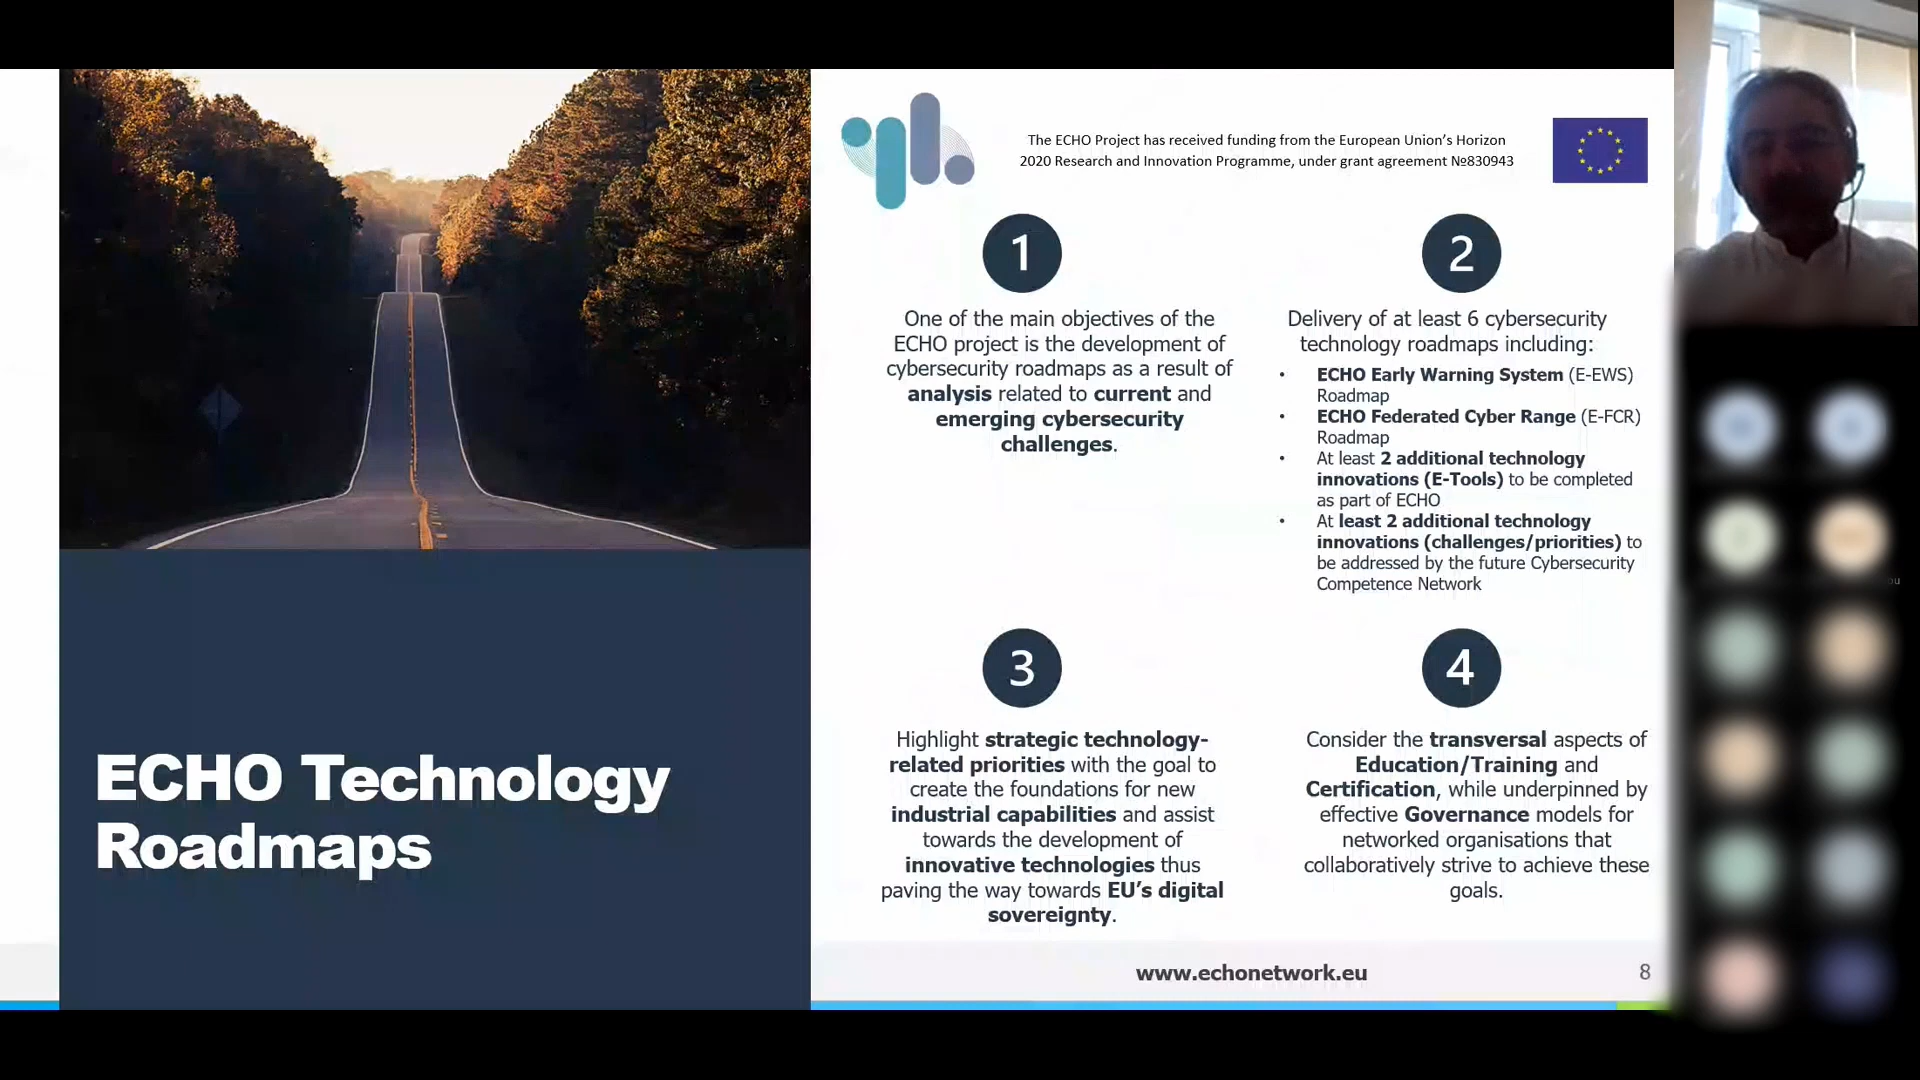 The ECHO Project has received funding from the European Union’s Horizon
2020 Research and Innovation Programme, under grant agreement №830943
1
One of the main objectives of the
ECHO project is the development of
cybersecurity roadmaps as a result of
analysis related to current and
emerging cybersecurity
challenges.
2
Delivery of at least 6 cybersecurity
technology roadmaps including:
• ECHO Early Warning System (E-EWS)
Roadmap
• ECHO Federated Cyber Range (E-FCR)
Roadmap
• At least 2 additional technology
innovations (E-Tools) to be completed
as part of ECHO
• At least 2 additional technology
innovations (challenges/priorities) to
be addressed by the future Cybersecurity
Competence Network
3
Highlight strategic technology-
related priorities with the goal to
create the foundations for new
industrial capabilities and assist
towards the development of
innovative technologies thus
paving the way towards EU’s digital
sovereignty.
4
Consider the transversal aspects of
Education/Training and
Certification, while underpinned by
effective Governance models for
networked organisations that
collaboratively strive to achieve these
goals.
ECHO Technology
Roadmaps
www.echonetwork.eu
8